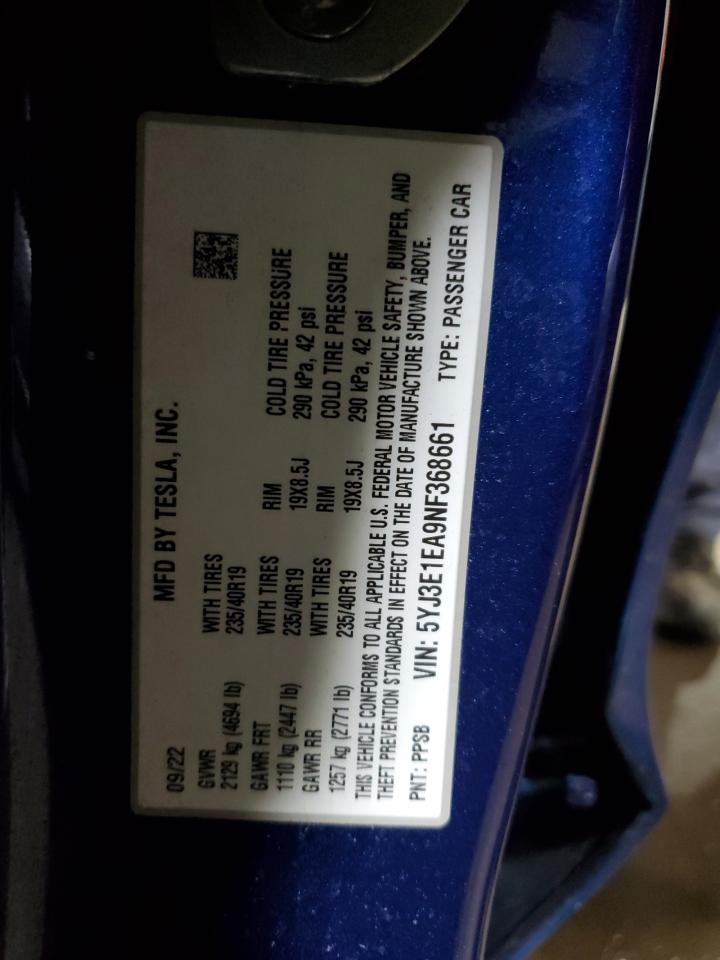 MFD BY TESLA, INC.
09/22
GVWR WITH TIRES
2129 kg (4694 lb) 235/40R19
GAWR FRT WITH TIRES RIM COLD TIRE PRESSURE
1110 kg (2447 lb) 235/40R19 19X8.5J 290 kPa, 42 psi
GAWR RR WITH TIRES RIM COLD TIRE PRESSURE
1257 kg (2771 lb) 235/40R19 19X8.5J 290 kPa, 42 psi
THIS VEHICLE CONFORMS TO ALL APPLICABLE U.S. FEDERAL MOTOR VEHICLE SAFETY, BUMPER, AND
THEFT PREVENTION STANDARDS IN EFFECT ON THE DATE OF MANUFACTURE SHOWN ABOVE.
PNT: PPSB VIN: 5YJ3E1EA9NF368661 TYPE: PASSENGER CAR